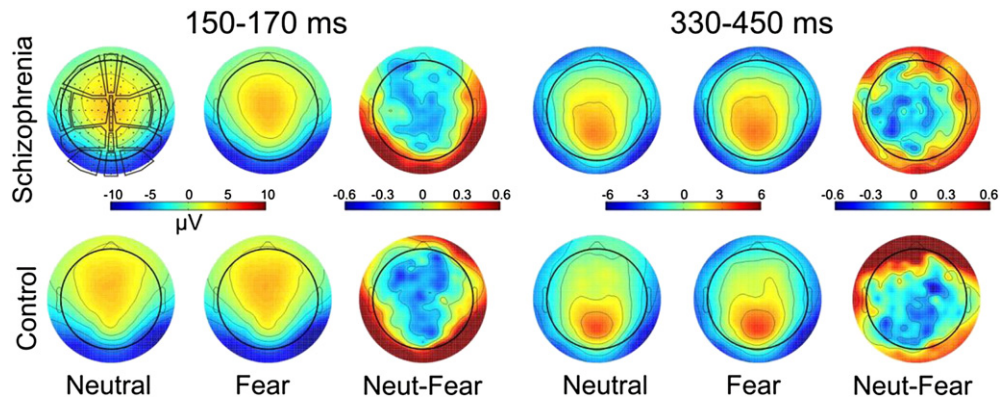 150-170 ms 330-450 ms
Schizophrenia
-10 -5 0 5 10 -0.6 -0.3 0 0.3 0.6 -6 -3 0 3 6 -0.6 -0.3 0 0.3 0.6
µV
Control
Neutral Fear Neut-Fear Neutral Fear Neut-Fear